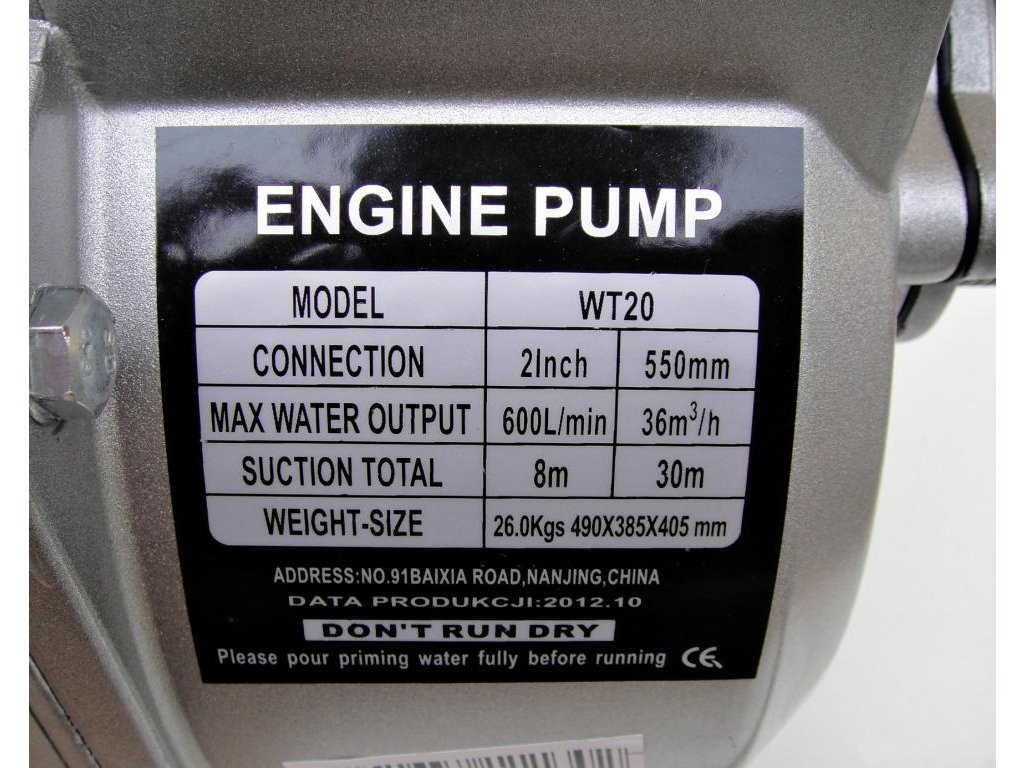 ENGINE PUMP
MODEL WT20
CONNECTION 2Inch 550mm
MAX WATER OUTPUT 600L/min 36m³/h
SUCTION TOTAL 8m 30m
WEIGHT-SIZE 26.0Kgs 490X385X405 mm
ADDRESS:NO.91BAIXIA ROAD,NANJING,CHINA
DATA PRODUKCJI:2012.10
DON'T RUN DRY
Please pour priming water fully before running CE